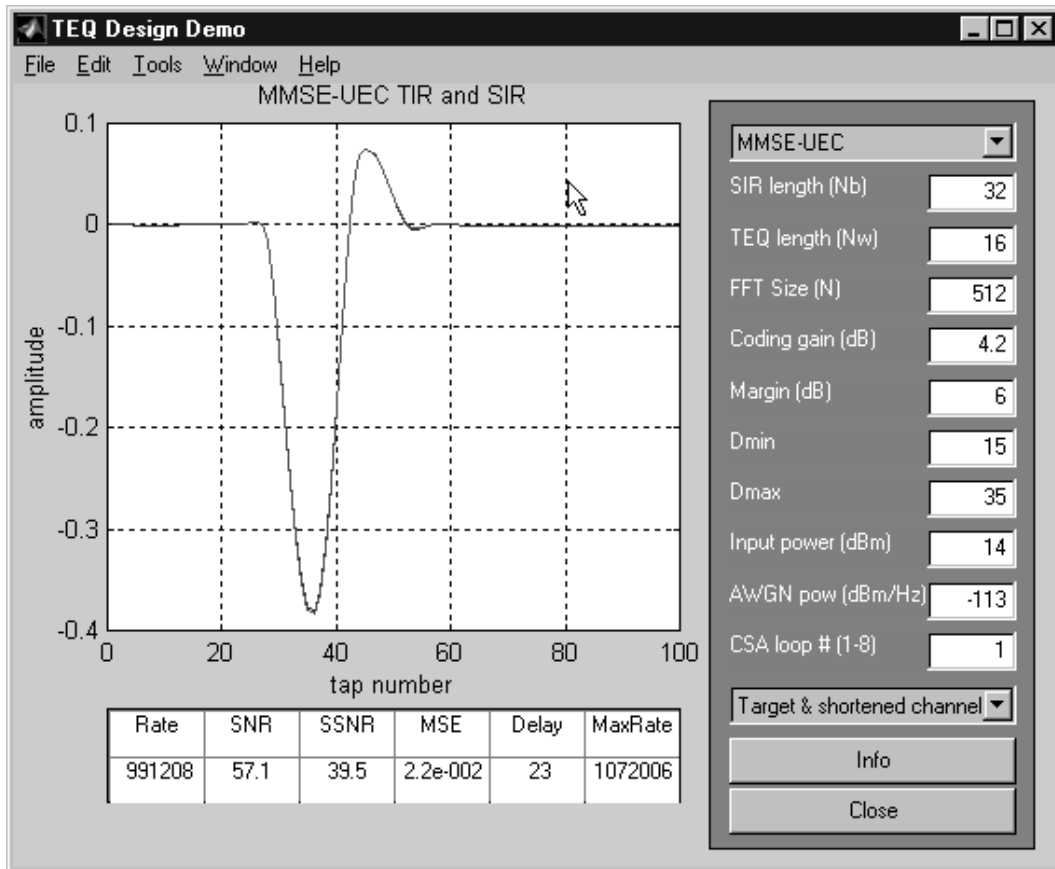 TEQ Design Demo
File Edit Tools Window Help
MMSE-UEC TIR and SIR
0.1
0
-0.1
-0.2
-0.3
-0.4
amplitude
0 20 40 60 80 100
tap number
Rate SNR SSNR MSE Delay MaxRate
991208 57.1 39.5 2.2e-002 23 1072006
MMSE-UEC
SIR length (Nb) 32
TEQ length (Nw) 16
FFT Size (N) 512
Coding gain (dB) 4.2
Margin (dB) 6
Dmin 15
Dmax 35
Input power (dBm) 14
AWGN pow (dBm/Hz) -113
CSA loop # (1-8) 1
Target & shortened channel
Info
Close